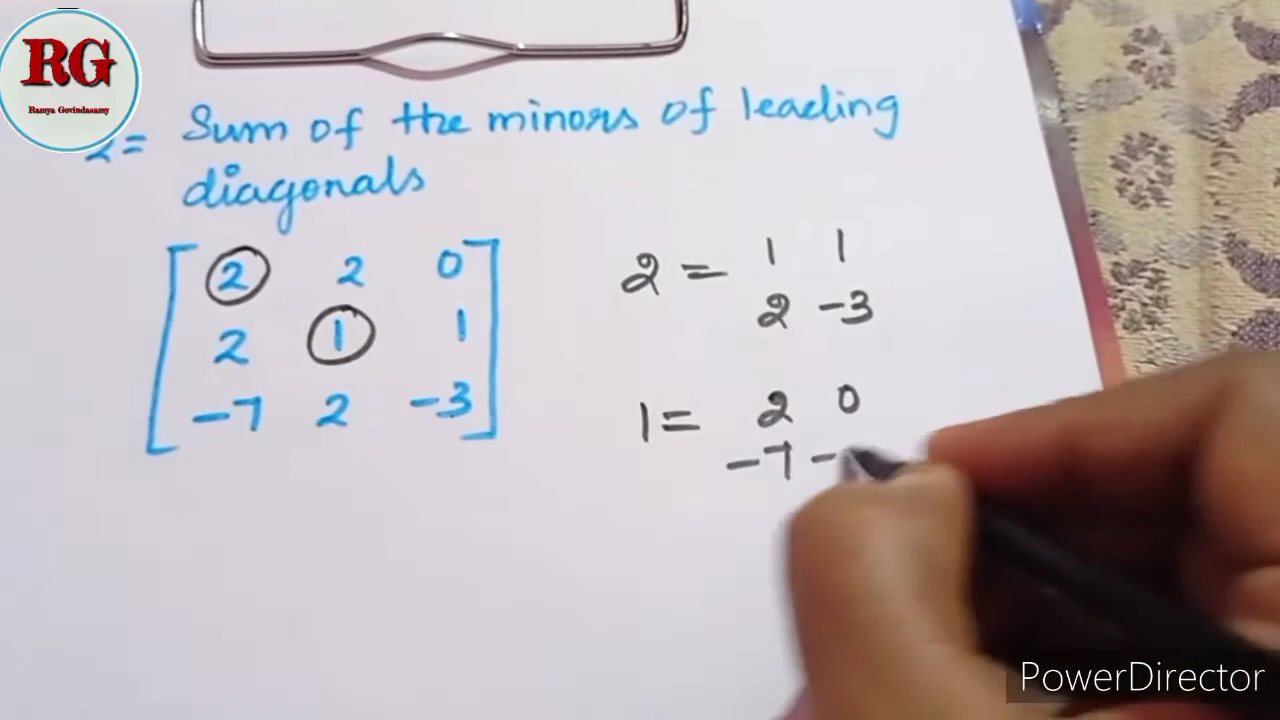 RG
Ramya Govindasamy
2= Sum of the minors of leading
diagonals
2 2 0
2 1 1
-7 2 -3
2 = 1 1
2 -3
1 = 2 0
-7 -
PowerDirector